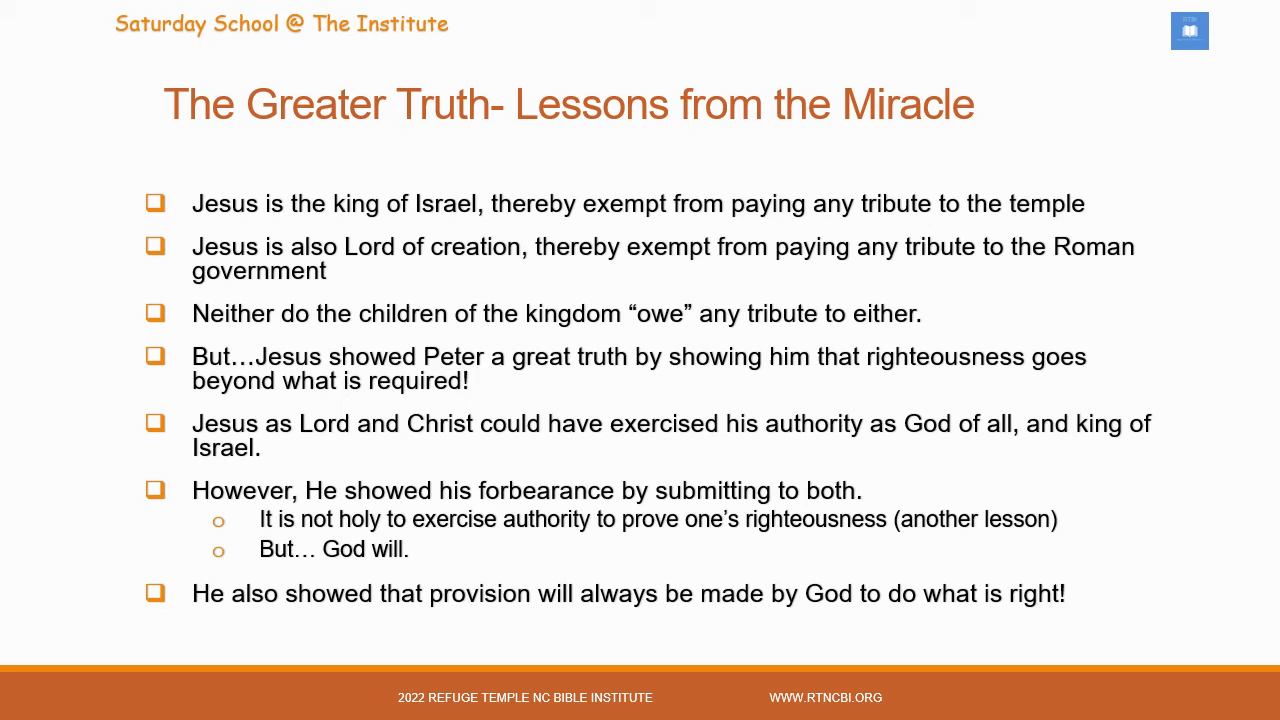 Saturday School @ The Institute
RTBI
The Greater Truth- Lessons from the Miracle
Jesus is the king of Israel, thereby exempt from paying any tribute to the temple
Jesus is also Lord of creation, thereby exempt from paying any tribute to the Roman
government
Neither do the children of the kingdom “owe” any tribute to either.
But…Jesus showed Peter a great truth by showing him that righteousness goes
beyond what is required!
Jesus as Lord and Christ could have exercised his authority as God of all, and king of
Israel.
However, He showed his forbearance by submitting to both.
It is not holy to exercise authority to prove one’s righteousness (another lesson)
But… God will.
He also showed that provision will always be made by God to do what is right!
2022 REFUGE TEMPLE NC BIBLE INSTITUTE
WWW.RTNCBI.ORG